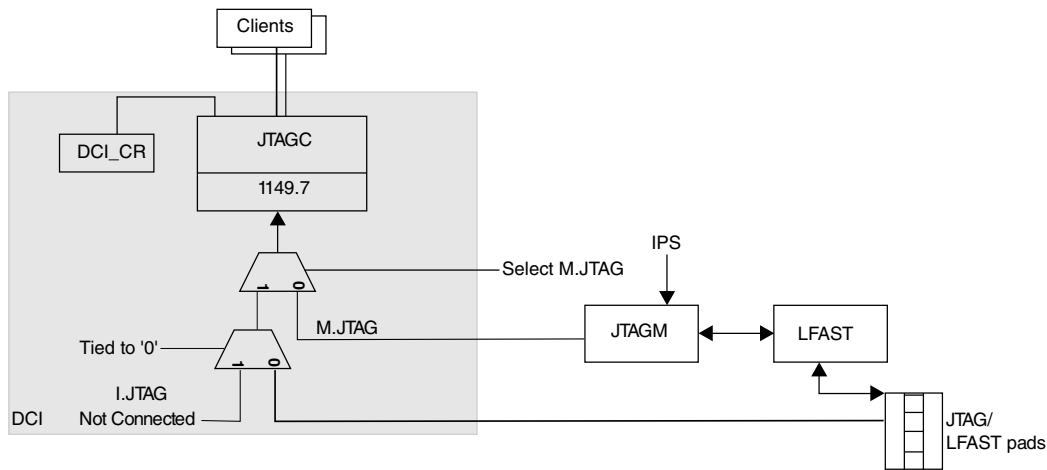 Clients
JTAGC
DCI_CR
1149.7
IPS
Select M.JTAG
1
0
M.JTAG
JTAGM
LFAST
Tied to '0'
1
0
I.JTAG
Not Connected
DCI
JTAG/
LFAST pads